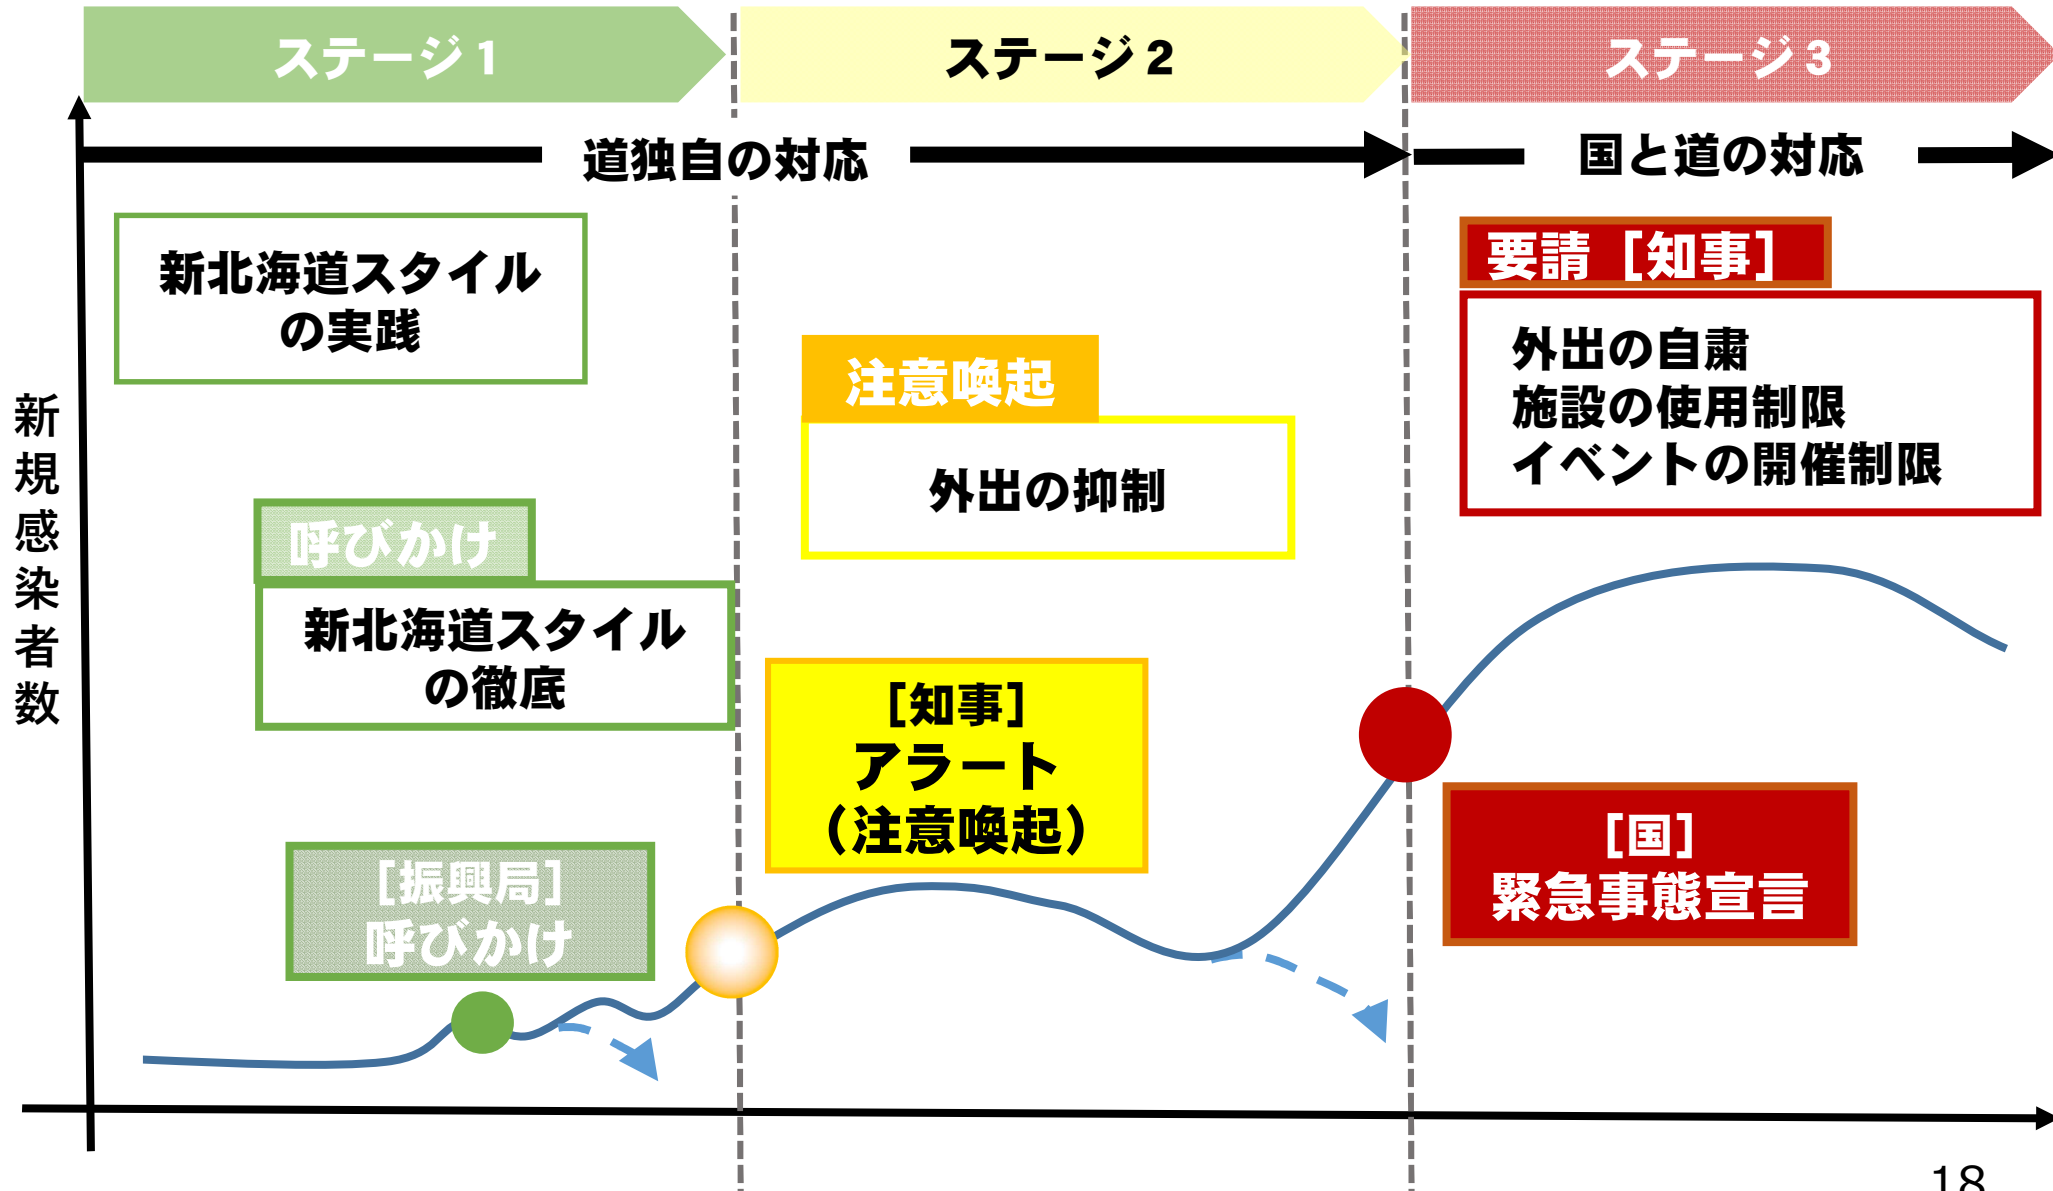 ステージ1
ステージ2
ステージ3
道独自の対応
国と道の対応
新北海道スタイル
の実践
要請［知事］
外出の自粛
施設の使用制限
イベントの開催制限
注意喚起
外出の抑制
新規感染者数
呼びかけ
新北海道スタイル
の徹底
［知事］
アラート
（注意喚起）
［振興局］
呼びかけ
［国］
緊急事態宣言
18